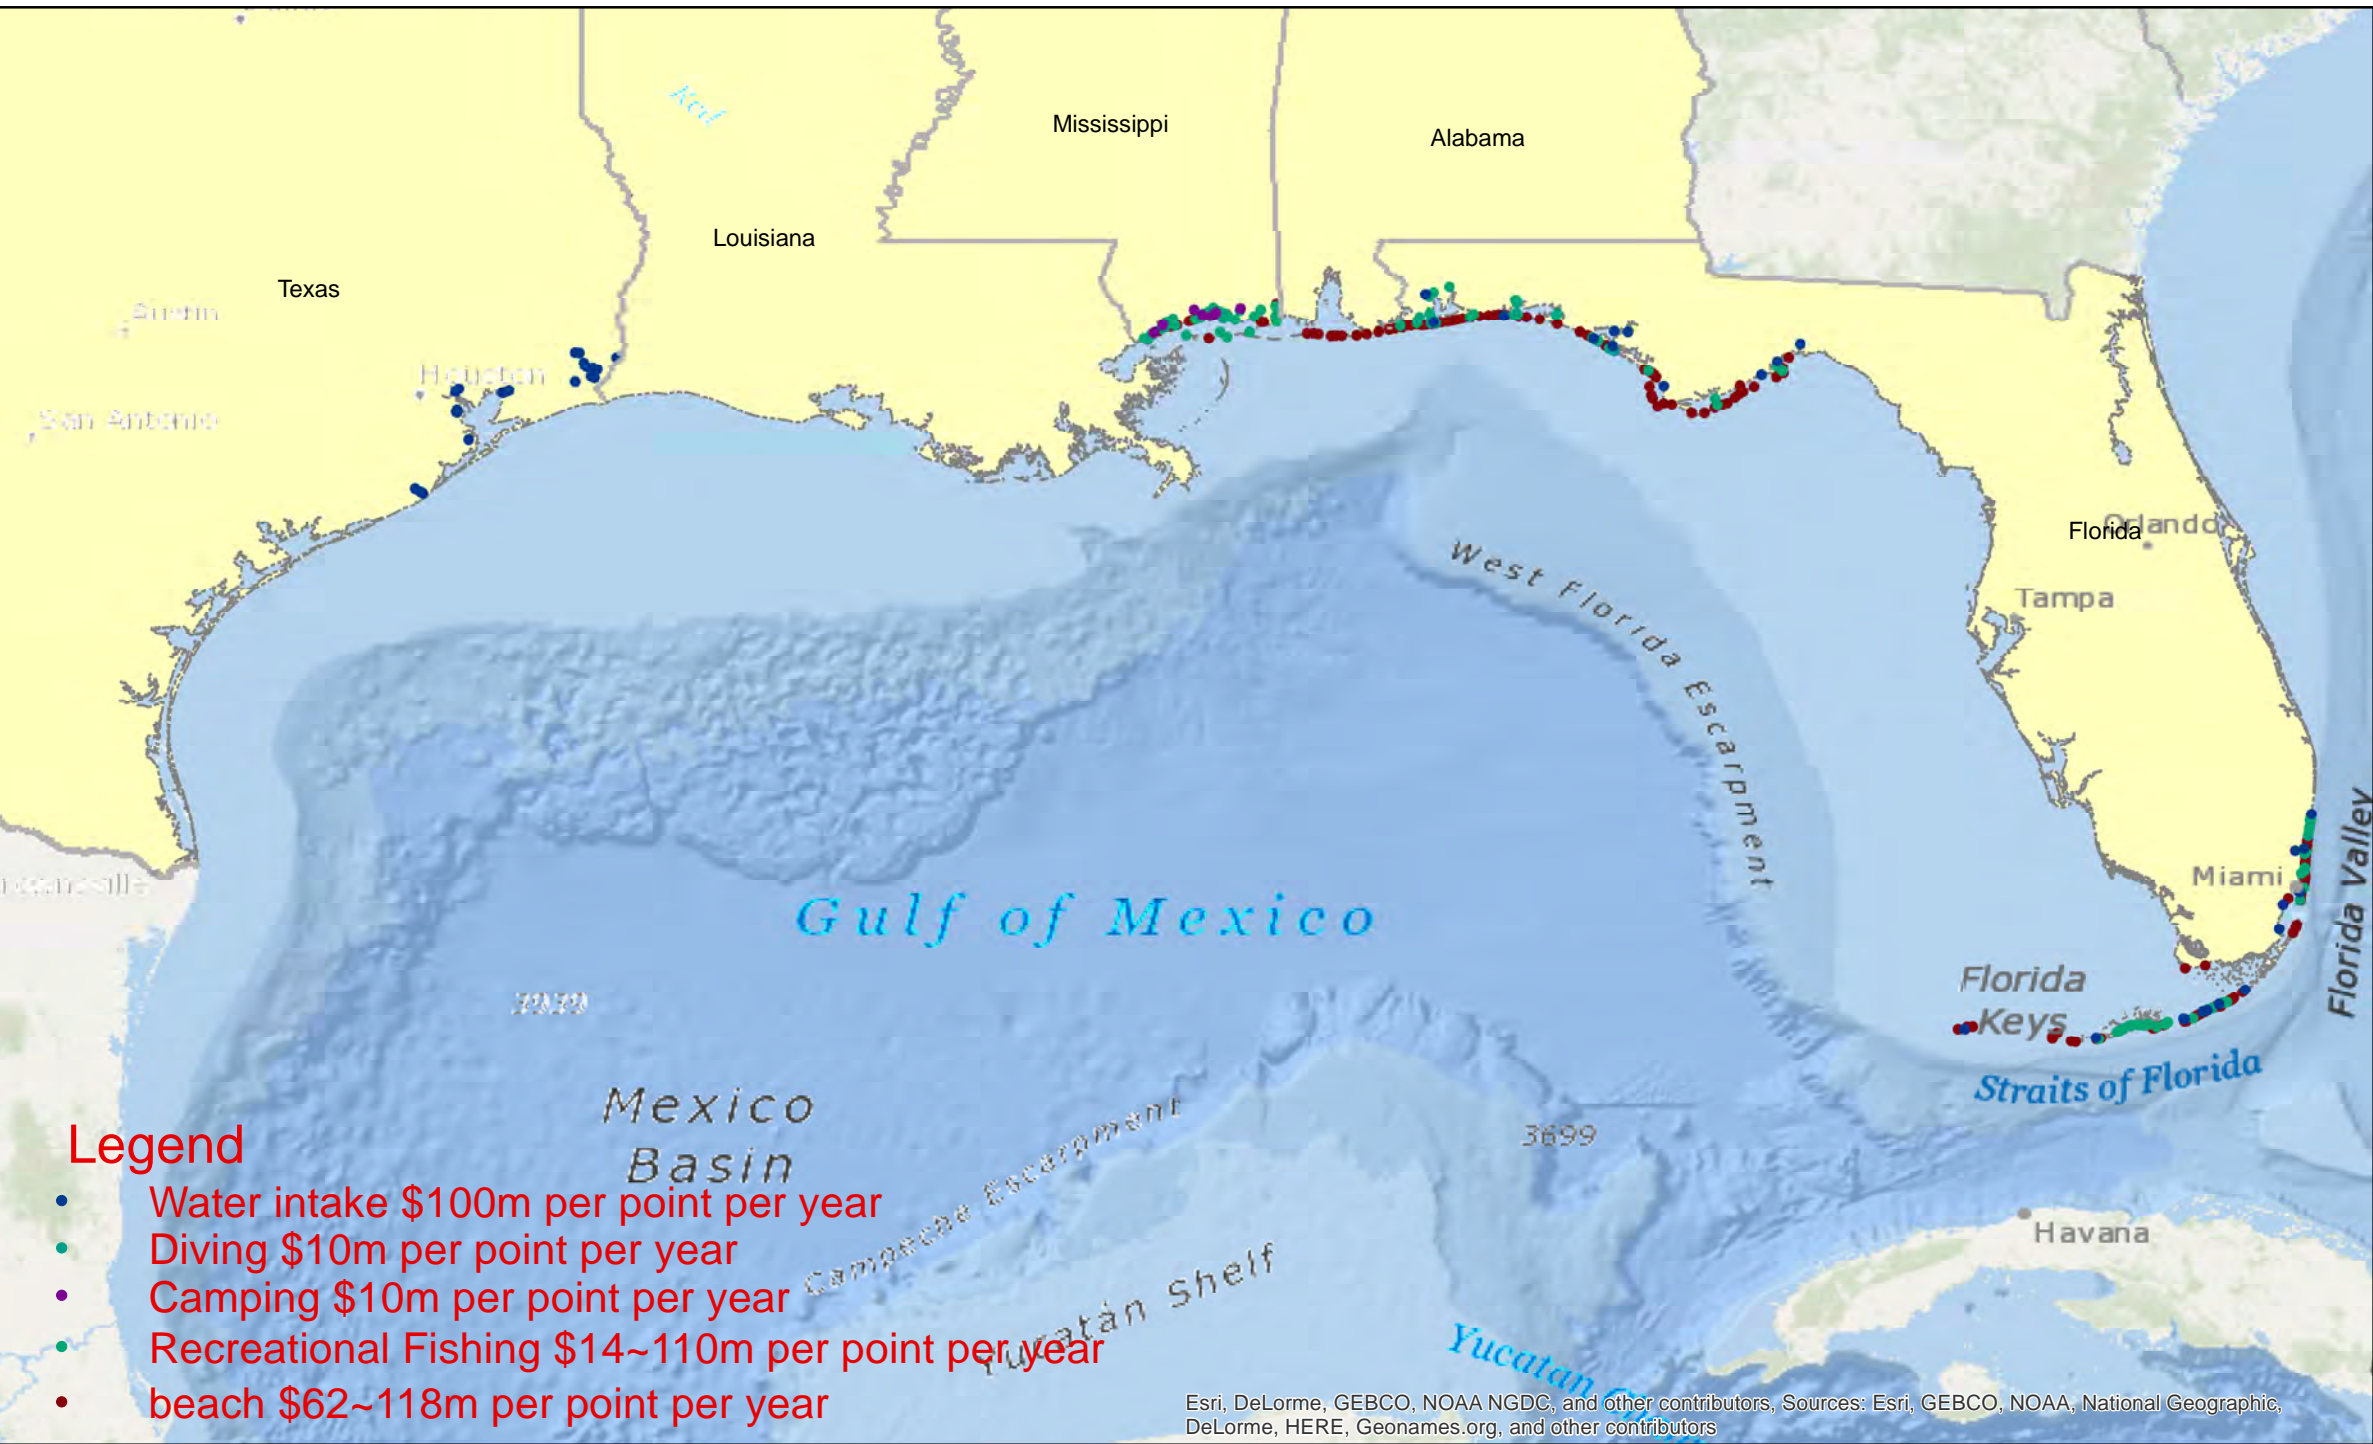 Red
Mississippi
Alabama
Louisiana
Texas
Austin
Houston
San Antonio
Orlando
Florida
Tampa
West Florida Escarpment
Florida Valley
Miami
Gulf of Mexico
Florida
Keys
3939
Straits of Florida
Mexico
Basin
Campeche Escarpment
3699
Havana
Yucatán Shelf
Yucatan
Legend
Water intake $100m per point per year
Diving $10m per point per year
Camping $10m per point per year
Recreational Fishing $14~110m per point per year
beach $62~118m per point per year
Esri, DeLorme, GEBCO, NOAA NGDC, and other contributors, Sources: Esri, GEBCO, NOAA, National Geographic,
DeLorme, HERE, Geonames.org, and other contributors